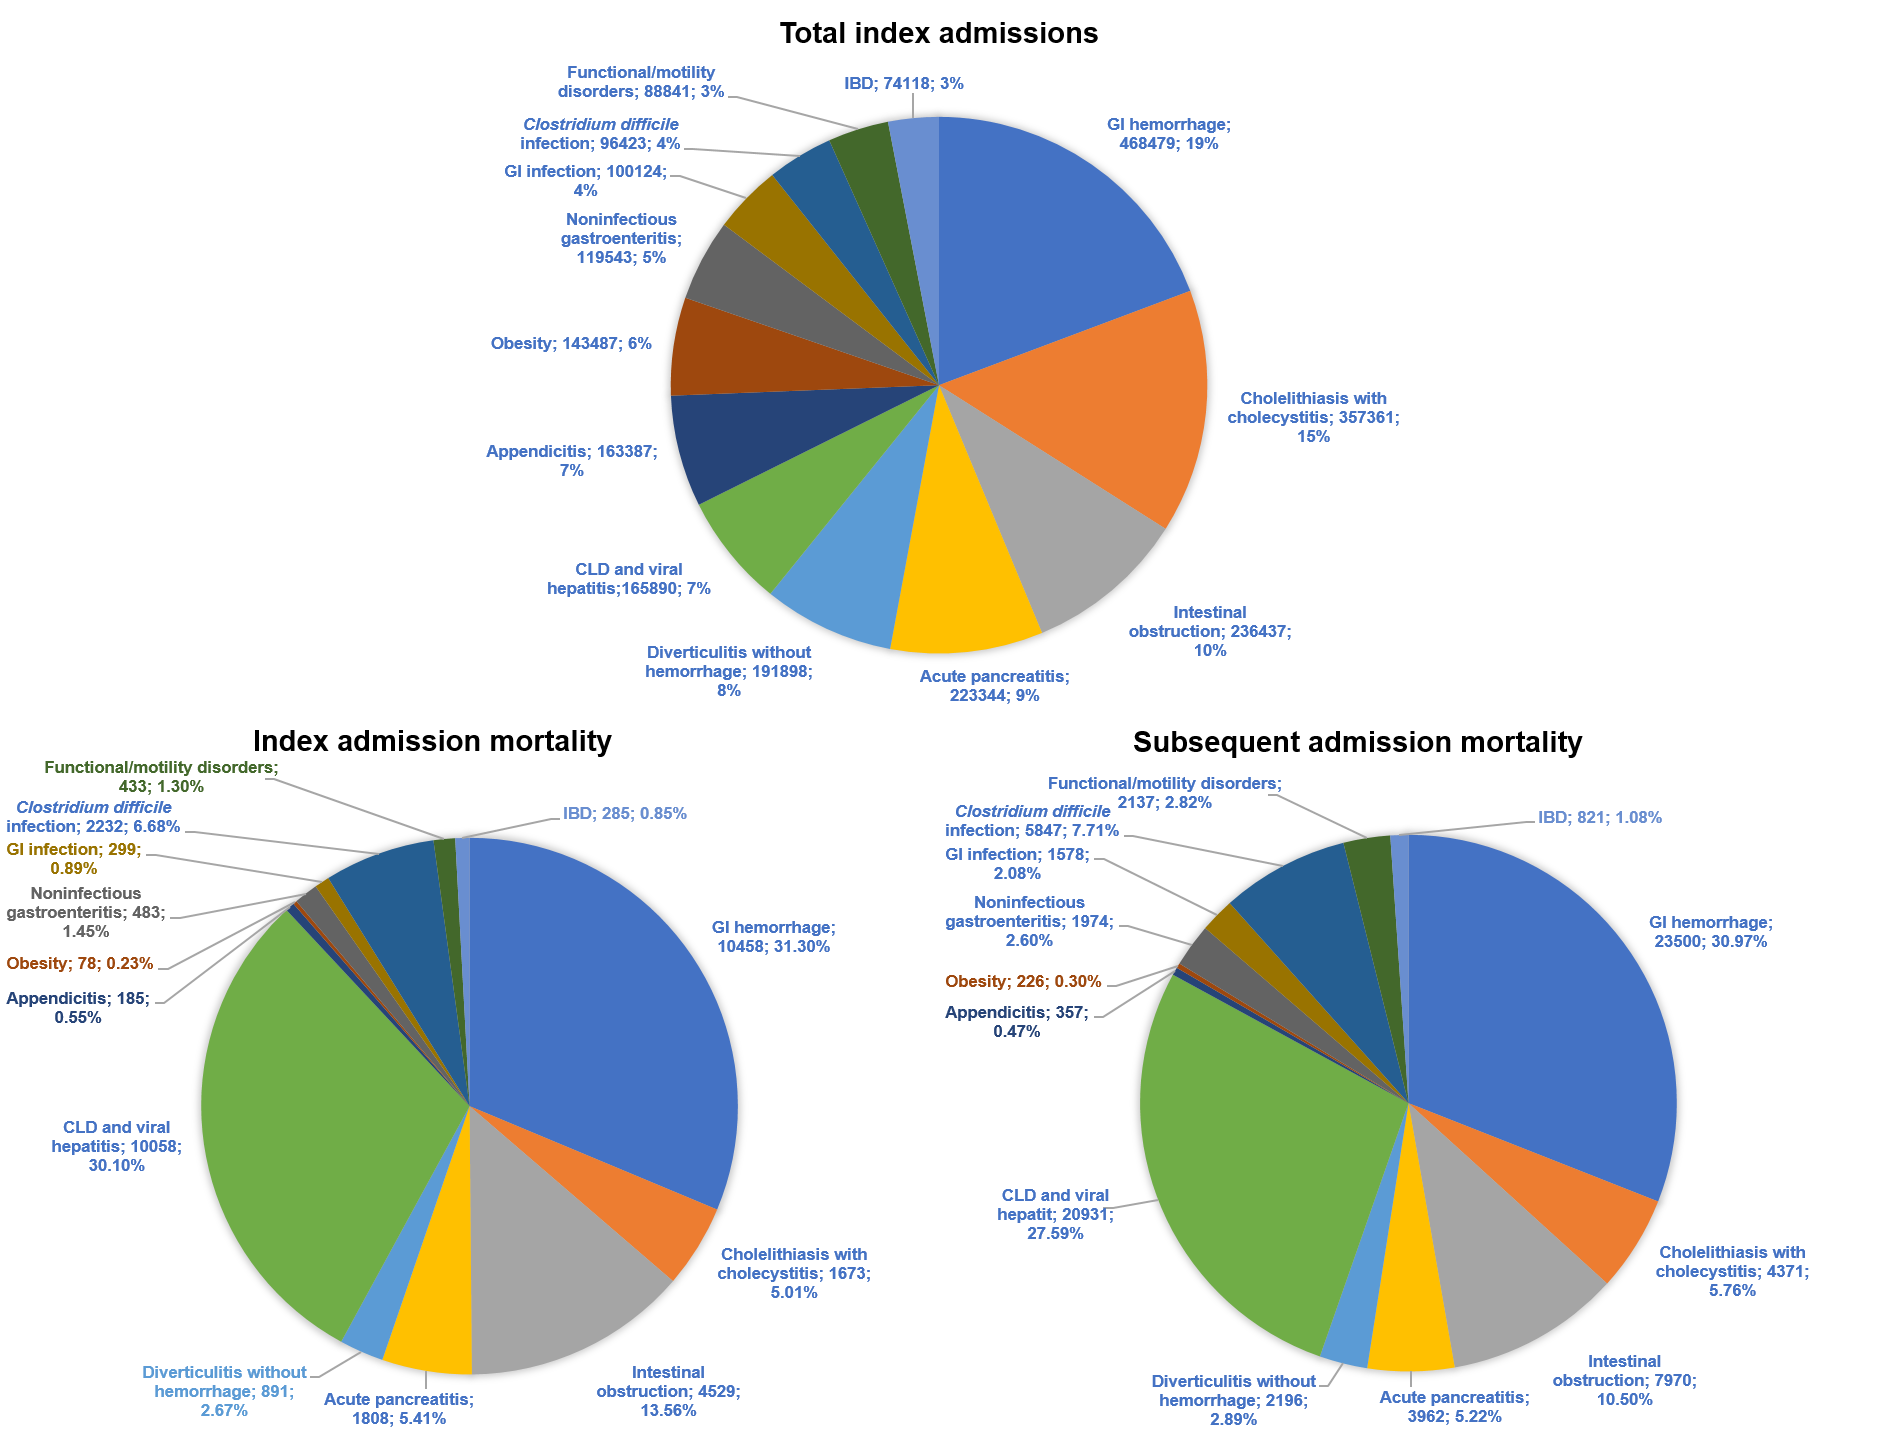 Total index admissions
Functional/motility
disorders; 88841; 3%
IBD; 74118; 3%
Clostridium difficile
infection; 96423; 4%
GI hemorrhage;
468479; 19%
GI infection; 100124;
4%
Noninfectious
gastroenteritis;
119543; 5%
Obesity; 143487; 6%
Cholelithiasis with
cholecystitis; 357361;
15%
Appendicitis; 163387;
7%
CLD and viral
hepatitis;165890; 7%
Intestinal
obstruction; 236437;
10%
Diverticulitis without
hemorrhage; 191898;
8%
Acute pancreatitis;
223344; 9%
Index admission mortality
Functional/motility disorders;
433; 1.30%
Clostridium difficile
infection; 2232; 6.68%
IBD; 285; 0.85%
GI infection; 299;
0.89%
Noninfectious
gastroenteritis; 483;
1.45%
GI hemorrhage;
10458; 31.30%
Obesity; 78; 0.23%
Appendicitis; 185;
0.55%
CLD and viral
hepatitis; 10058;
30.10%
Cholelithiasis with
cholecystitis; 1673;
5.01%
Diverticulitis without
hemorrhage; 891;
2.67%
Acute pancreatitis;
1808; 5.41%
Intestinal
obstruction; 4529;
13.56%
Subsequent admission mortality
Functional/motility disorders;
2137; 2.82%
Clostridium difficile
infection; 5847; 7.71%
IBD; 821; 1.08%
GI infection; 1578;
2.08%
Noninfectious
gastroenteritis; 1974;
2.60%
GI hemorrhage;
23500; 30.97%
Obesity; 226; 0.30%
Appendicitis; 357;
0.47%
CLD and viral
hepatit; 20931;
27.59%
Cholelithiasis with
cholecystitis; 4371;
5.76%
Diverticulitis without
hemorrhage; 2196;
2.89%
Acute pancreatitis;
3962; 5.22%
Intestinal
obstruction; 7970;
10.50%